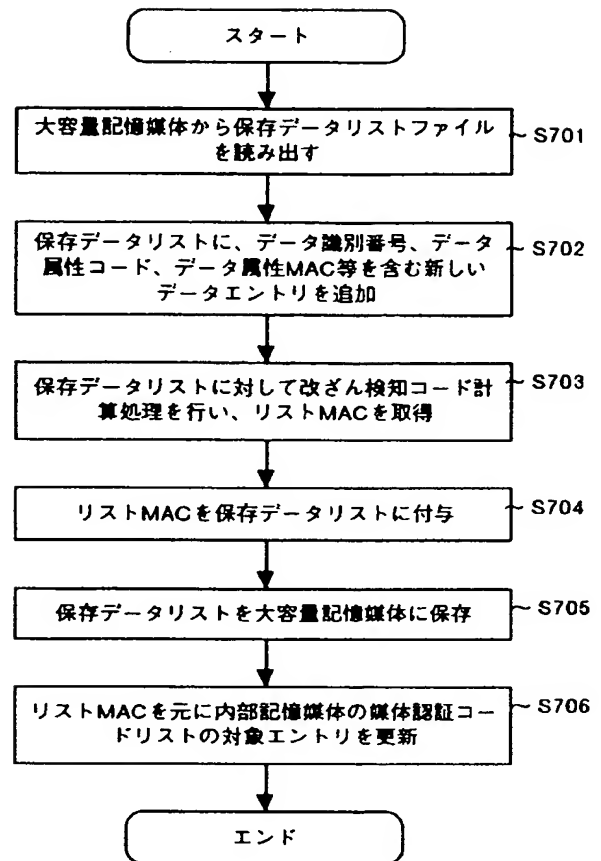 スタート
大容量記憶媒体から保存データリストファイル
を読み出す
S701
保存データリストに、データ識別番号、データ
属性コード、データ属性MAC等を含む新しい
データエントリを追加
S702
保存データリストに対して改ざん検知コード計
算処理を行い、リストMACを取得
S703
リストMACを保存データリストに付与
S704
保存データリストを大容量記憶媒体に保存
S705
リストMACを元に内部記憶媒体の媒体認証コー
ドリストの対象エントリを更新
S706
エンド